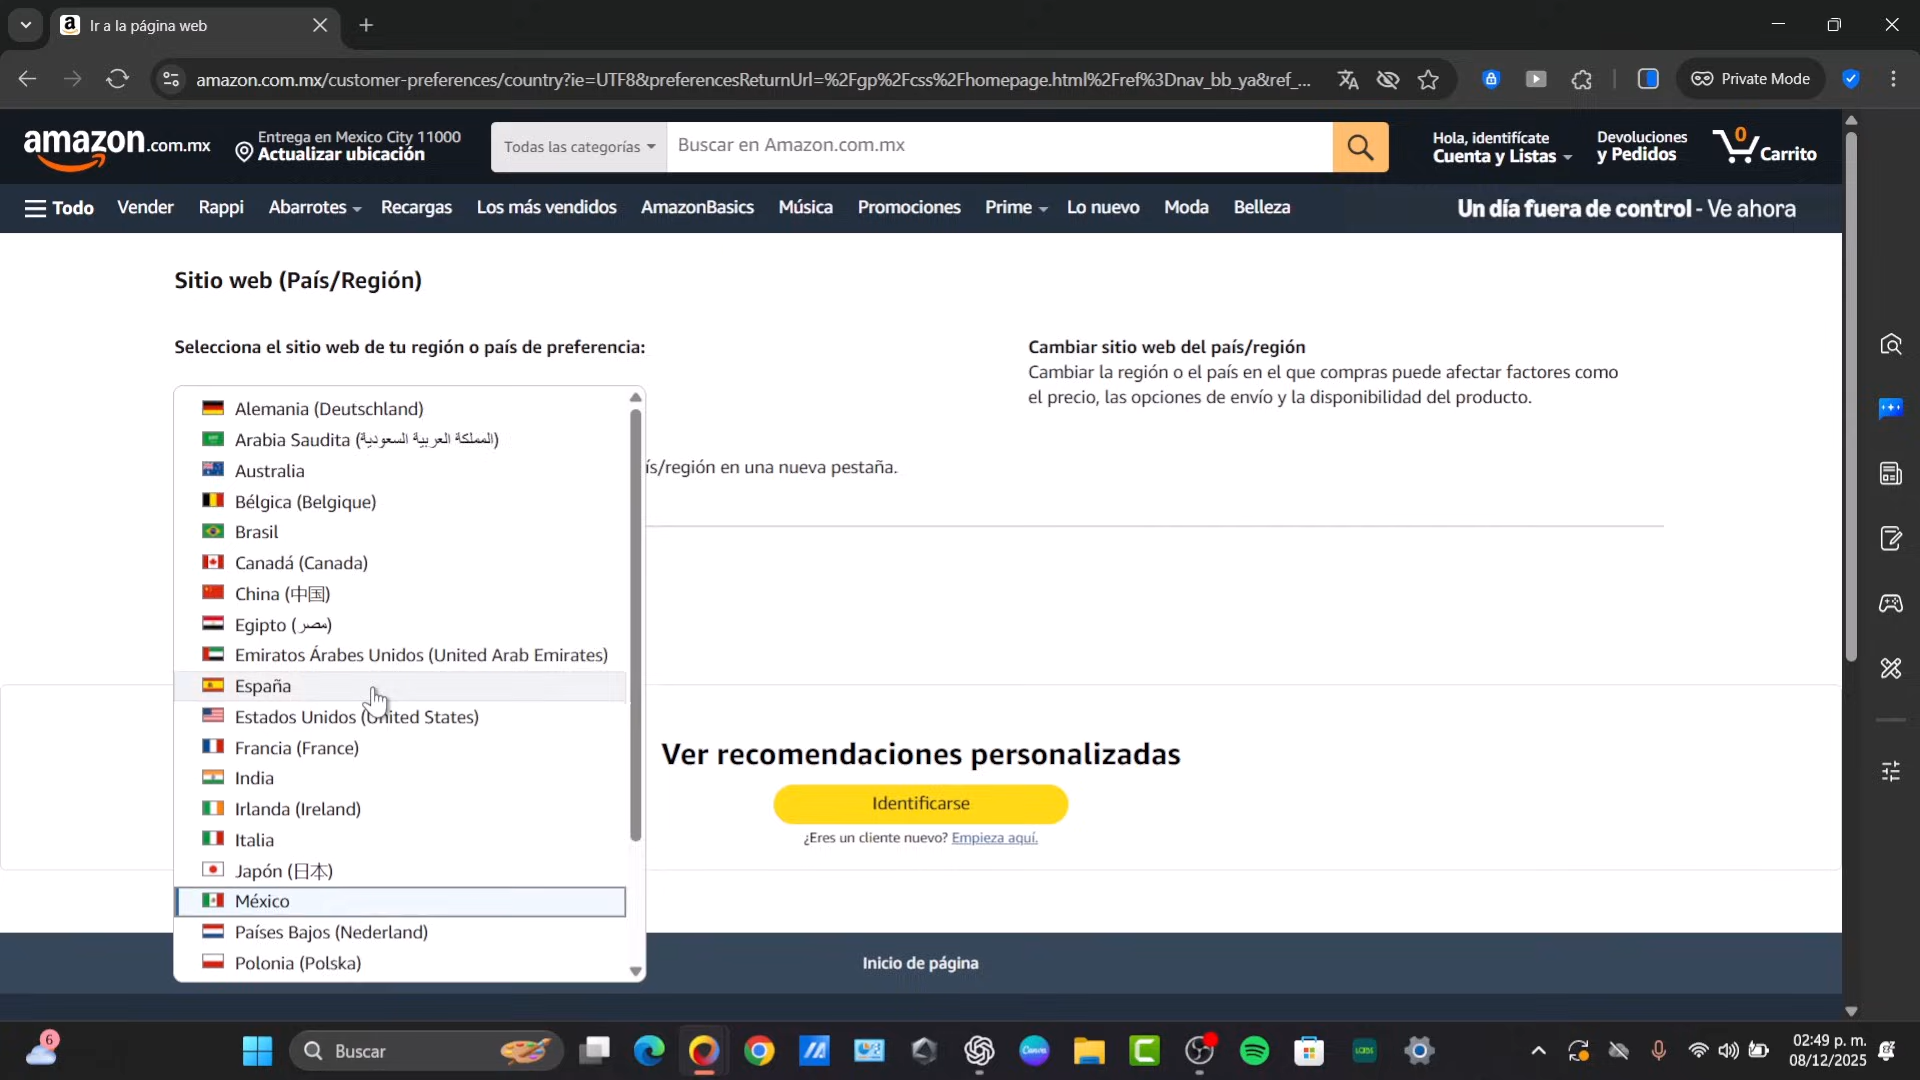 Ir a la página web
amazon.com.mx/customer-preferences/country?ie=UTF8&preferencesReturnUrl=%2Fgp%2Fcss%2Fhomepage.html%2Fref%3Dnav_bb_ya&ref_...
Private Mode
amazon.com.mx
Entrega en Mexico City 11000
Actualizar ubicación
Todas las categorías
Buscar en Amazon.com.mx
Hola, identifícate
Cuenta y Listas
Devoluciones
y Pedidos
0
Carrito
Todo
Vender
Rappi
Abarrotes
Recargas
Los más vendidos
AmazonBasics
Música
Promociones
Prime
Lo nuevo
Moda
Belleza
Un día fuera de control - Ve ahora
Sitio web (País/Región)
Selecciona el sitio web de tu región o país de preferencia:
Cambiar sitio web del país/región
Cambiar la región o el país en el que compras puede afectar factores como
el precio, las opciones de envío y la disponibilidad del producto.
Alemania (Deutschland)
Arabia Saudita (المملكة العربية السعودية)
Australia
ís/región en una nueva pestaña.
Bélgica (Belgique)
Brasil
Canadá (Canada)
China (中国)
Egipto (مصر)
Emiratos Árabes Unidos (United Arab Emirates)
España
Estados Unidos (United States)
Francia (France)
India
Irlanda (Ireland)
Italia
Japón (日本)
México
Países Bajos (Nederland)
Polonia (Polska)
Ver recomendaciones personalizadas
Identificarse
¿Eres un cliente nuevo? Empieza aquí.
Inicio de página
6
Buscar
Canva
02:49 p. m.
08/12/2025